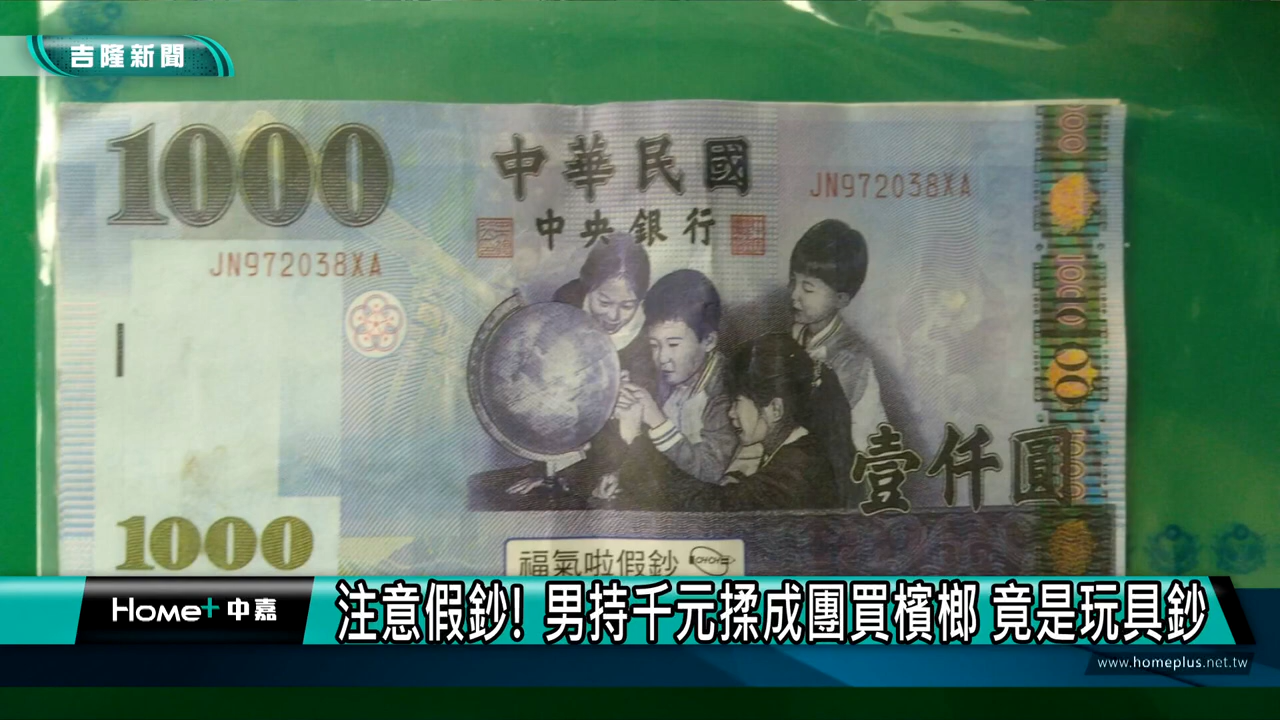 吉隆新聞
1000
中華民國
JN972038XA
中央銀行
JN972038XA
壹仟圓
1000
福氣啦假鈔
Home+中嘉
注意假鈔! 男持千元揉成團買檳榔 竟是玩具鈔
www.homeplus.net.tw